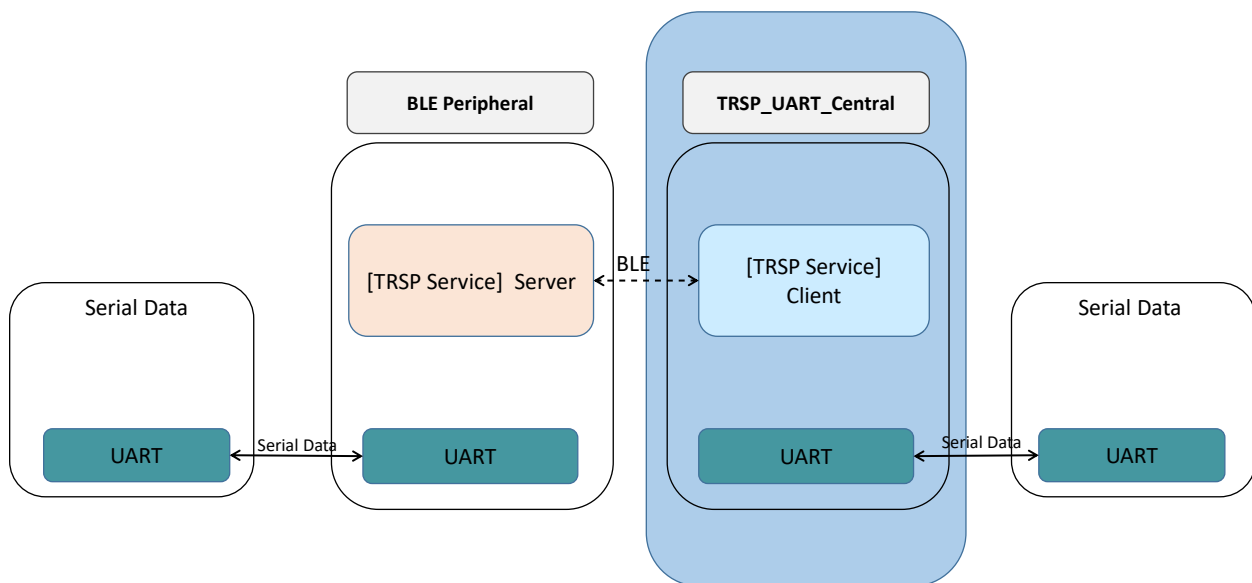 BLE Peripheral
TRSP_UART_Central
[TRSP Service] Server
BLE
[TRSP Service]
Client
Serial Data
Serial Data
UART
Serial Data
UART
UART
Serial Data
UART